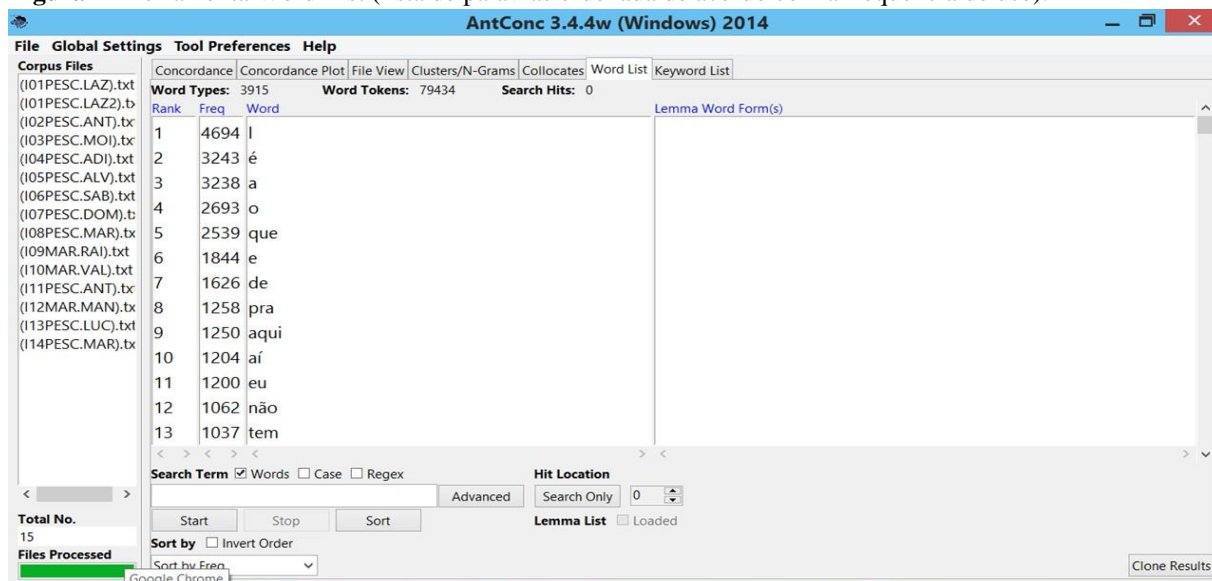 AntConc 3.4.4w (Windows) 2014
File Global Settings Tool Preferences Help
Corpus Files
(I01PESC.LAZ).txt
(I01PESC.LAZ2).t
(I02PESC.ANT).tx
(I03PESC.MOI).tx
(I04PESC.ADI).txt
(I05PESC.ALV).txt
(I06PESC.SAB).txt
(I07PESC.DOM).t
(I08PESC.MAR).tx
(I09MAR.RAI).txt
(I10MAR.VAL).txt
(I11PESC.ANT).tx
(I12MAR.MAN).tx
(I13PESC.LUC).txt
(I14PESC.MAR).tx
Total No.
15
Files Processed
Concordance Concordance Plot File View Clusters/N-Grams Collocates Word List Keyword List
Word Types: 3915 Word Tokens: 79434 Search Hits: 0
Rank Freq Word Lemma Word Form(s)
1 4694 l
2 3243 é
3 3238 a
4 2693 o
5 2539 que
6 1844 e
7 1626 de
8 1258 pra
9 1250 aqui
10 1204 aí
11 1200 eu
12 1062 não
13 1037 tem
Search Term Words Case Regex Hit Location
Advanced Search Only 0
Start Stop Sort Lemma List Loaded
Sort by Invert Order
Sort by Freq
Clone Results
Google Chrome